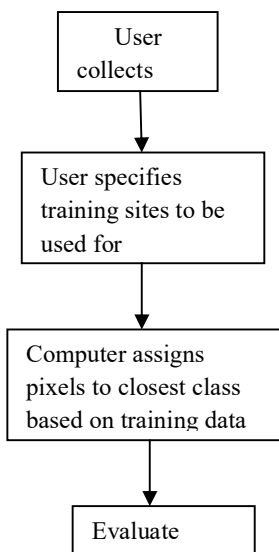 User
collects
User specifies
training sites to be
used for
Computer assigns
pixels to closest class
based on training data
Evaluate